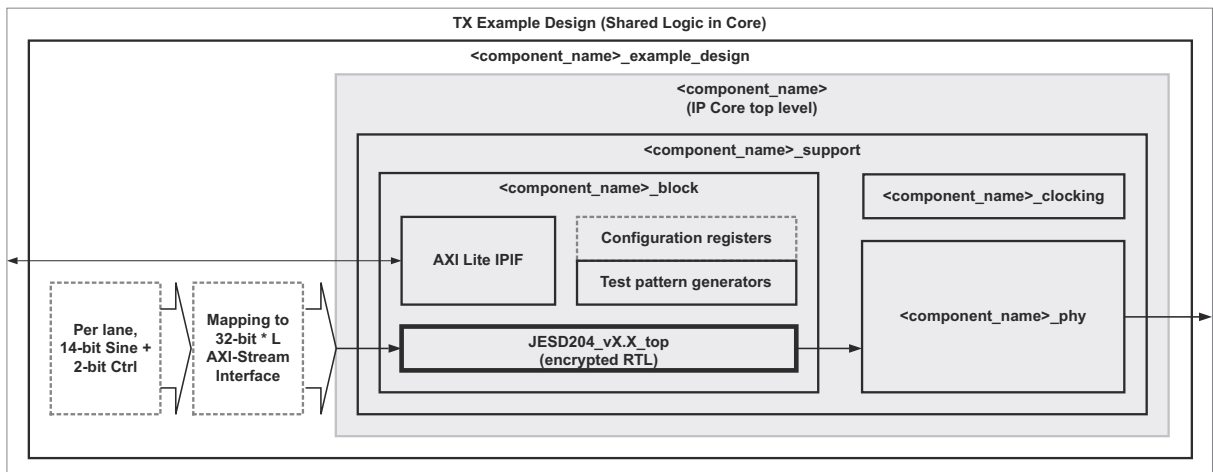 TX Example Design (Shared Logic in Core)
<component_name>_example_design
<component_name>
(IP Core top level)
<component_name>_support
<component_name>_block
<component_name>_clocking
AXI Lite IPIF
Configuration registers
Test pattern generators
<component_name>_phy
Per lane,
14-bit Sine +
2-bit Ctrl
Mapping to
32-bit * L
AXI-Stream
Interface
JESD204_vX.X_top
(encrypted RTL)